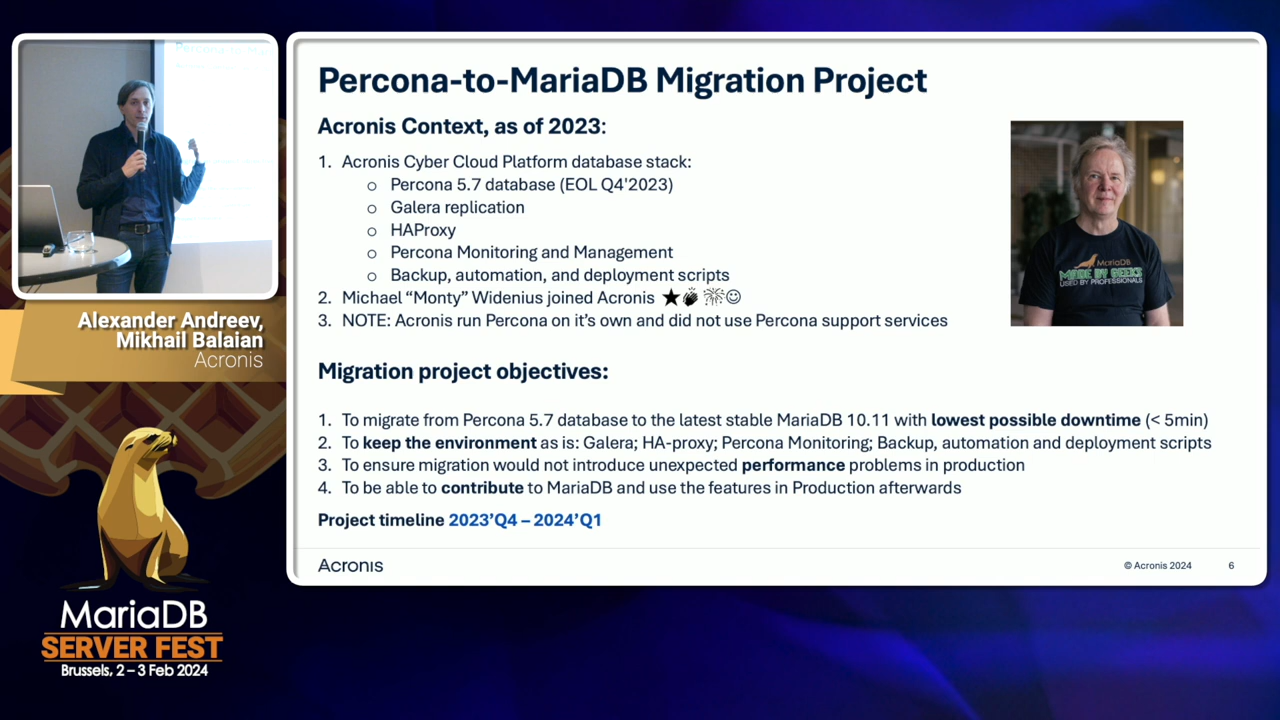 Percona-to-MariaDB Migration Project
Acronis Context, as of 2023:
1. Acronis Cyber Cloud Platform database stack:
o Percona 5.7 database (EOL Q4'2023)
o Galera replication
o HAProxy
o Percona Monitoring and Management
o Backup, automation, and deployment scripts
2. Michael “Monty” Widenius joined Acronis
3. NOTE: Acronis run Percona on it’s own and did not use Percona support services
MariaDB
MADE BY GEEKS
USED BY PROFESSIONALS
Migration project objectives:
1. To migrate from Percona 5.7 database to the latest stable MariaDB 10.11 with lowest possible downtime (< 5min)
2. To keep the environment as is: Galera; HA-proxy; Percona Monitoring; Backup, automation and deployment scripts
3. To ensure migration would not introduce unexpected performance problems in production
4. To be able to contribute to MariaDB and use the features in Production afterwards
Project timeline 2023’Q4 – 2024’Q1
Acronis
© Acronis 2024
6
Alexander Andreev,
Mikhail Balaian
Acronis
MariaDB
SERVER FEST
Brussels, 2 – 3 Feb 2024